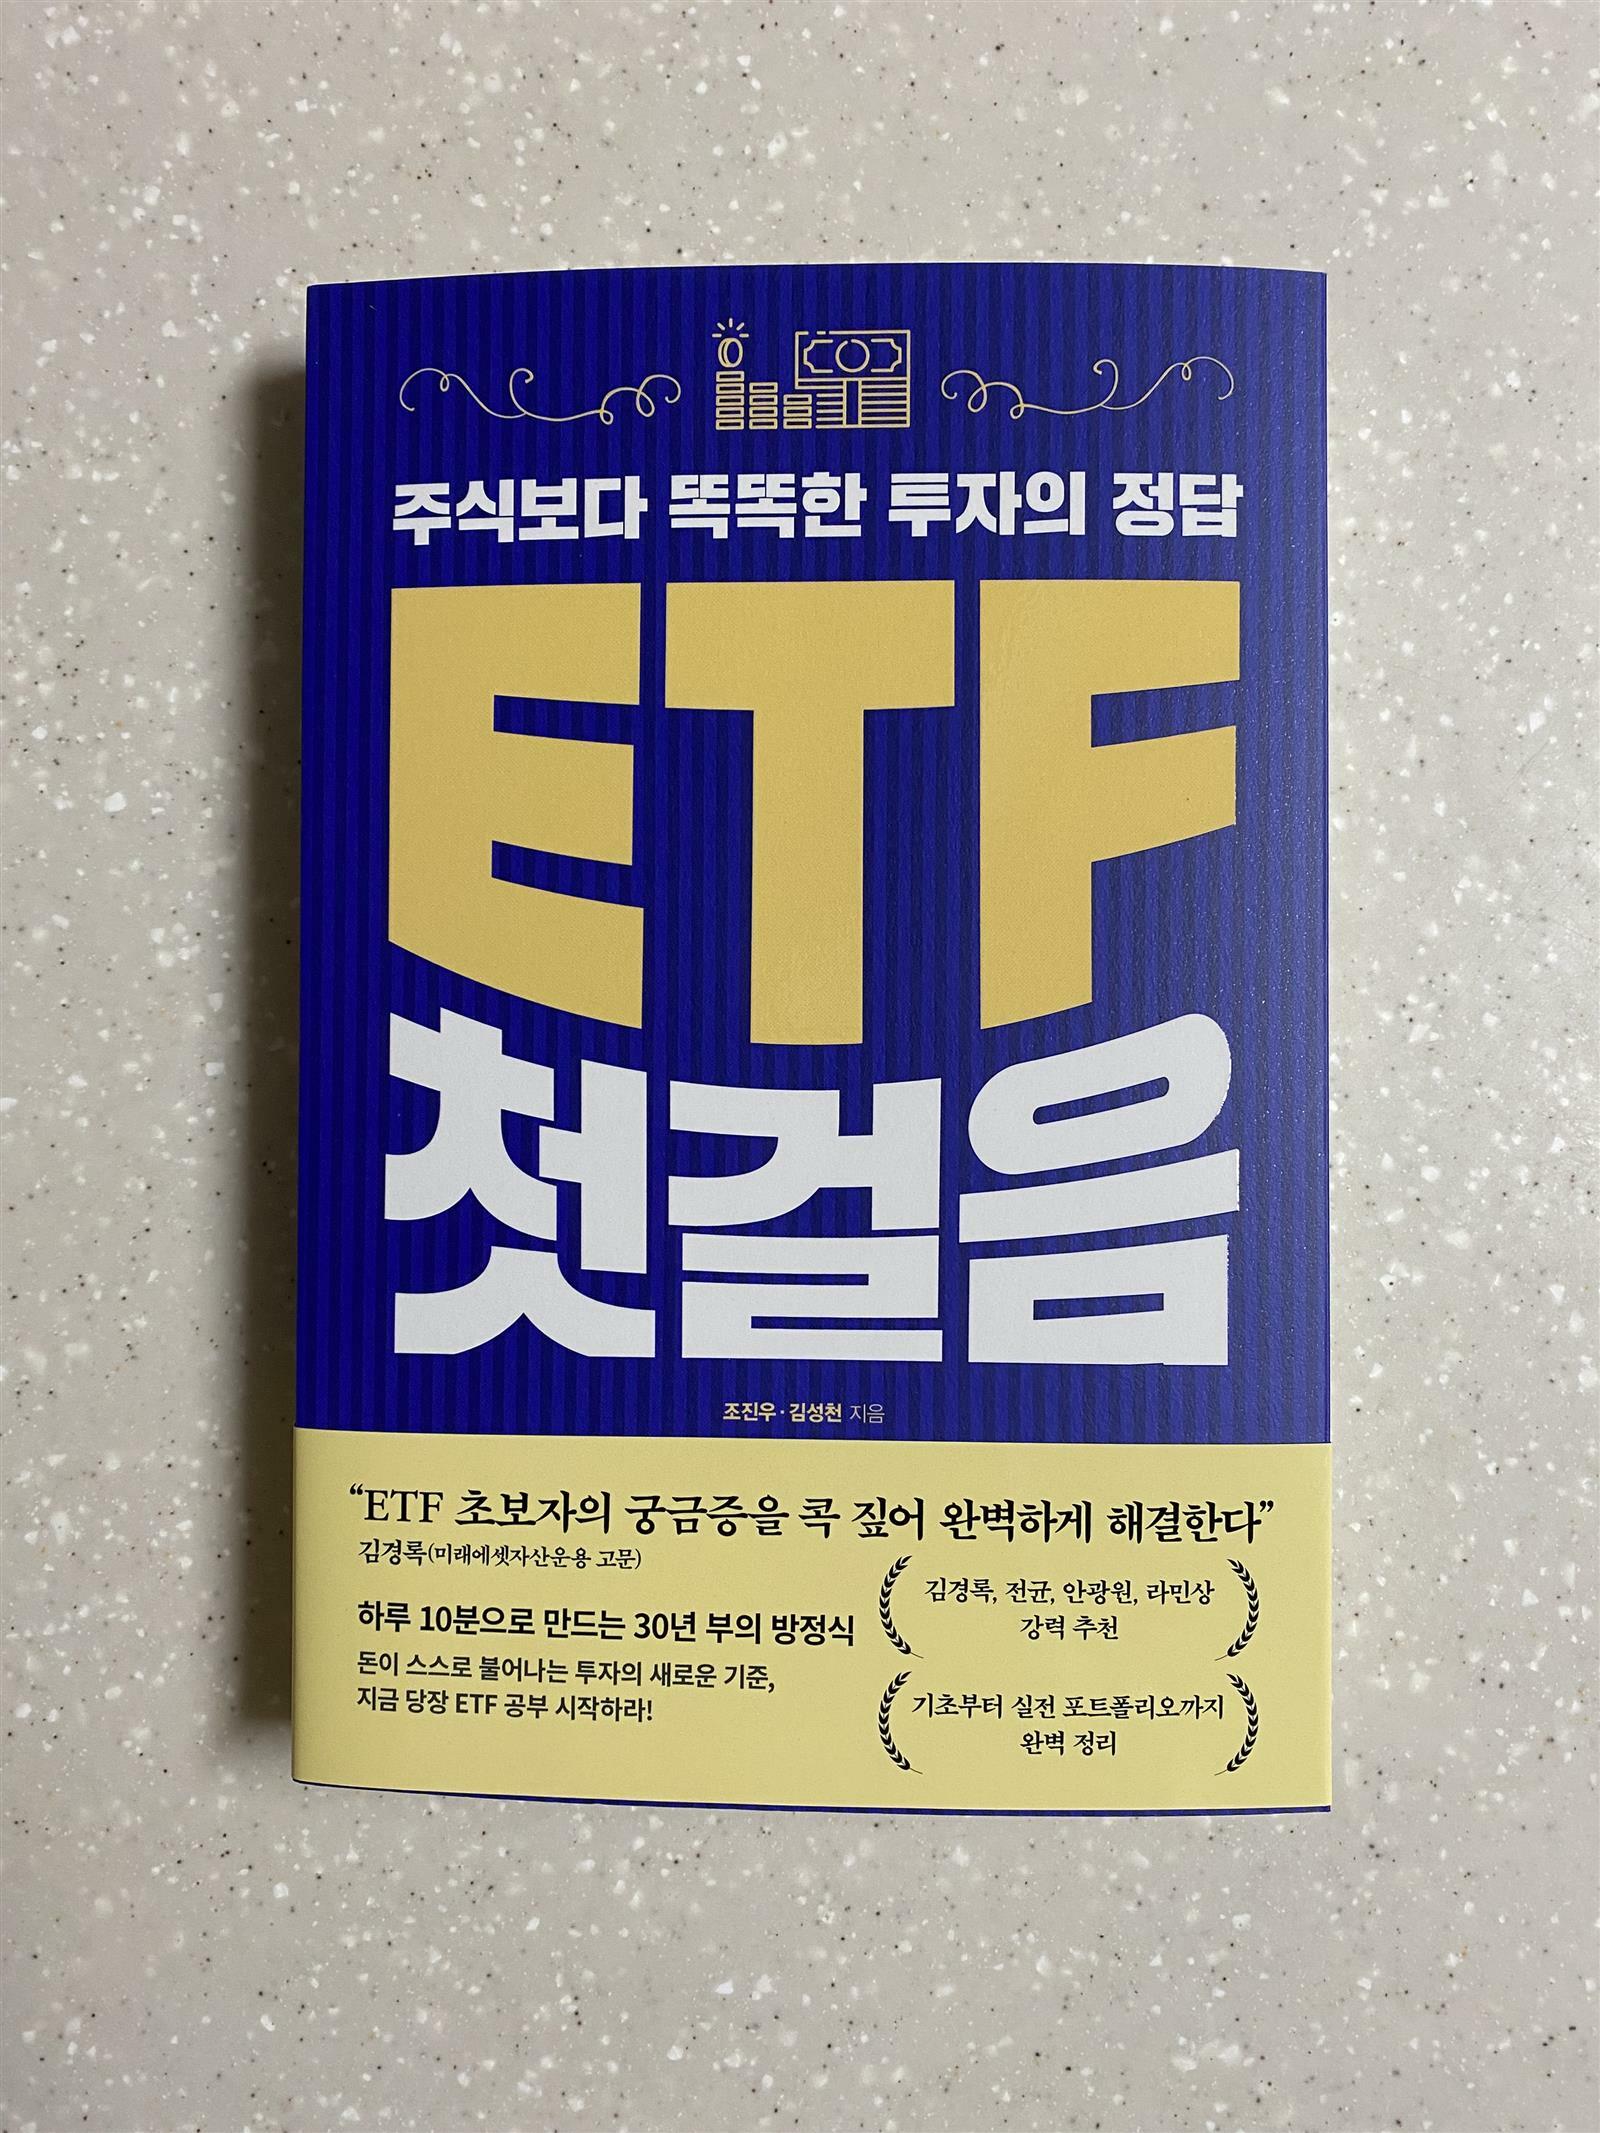 주식보다 똑똑한 투자의 정답
ETF
첫걸음
조진우·김성천 지음
“ETF 초보자의 궁금증을 콕 짚어 완벽하게 해결한다”
김경록(미래에셋자산운용 고문)
하루 10분으로 만드는 30년 부의 방정식
돈이 스스로 불어나는 투자의 새로운 기준,
지금 당장 ETF 공부 시작하라!
김경록, 전균, 안광원, 라민상
강력 추천
기초부터 실전 포트폴리오까지
완벽 정리